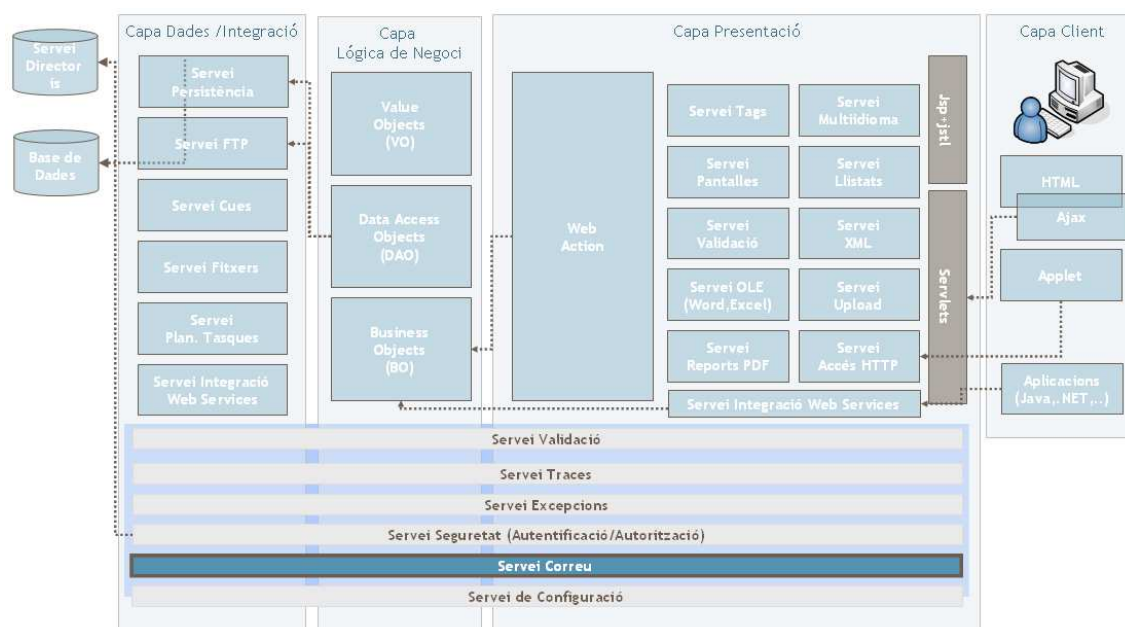 Servei
Director
is
Base de
Dades
Capa Dades /Integració
Servei
Persistència
Servei FTP
Servei Cues
Servei Fitxers
Servei
Plan. Tasques
Servei Integració
Web Services
Capa
Lógica de Negoci
Value
Objects
(VO)
Data Access
Objects
(DAO)
Business
Objects
(BO)
Capa Presentació
Web
Action
Servei Tags
Servei
Multiidioma
Servei
Pantalles
Servei
Llistats
Servei
Validació
Servei
XML
Servei OLE
(Word,Excel)
Servei
Upload
Servei
Reports PDF
Servei
Accés HTTP
Servei Integració Web Services
Jsp+jstl
Servlets
Capa Client
HTML
Ajax
Applet
Aplicacions
(Java,.NET,..)
Servei Validació
Servei Traces
Servei Excepcions
Servei Seguretat (Autentificació/Autorització)
Servei Correu
Servei de Configuració